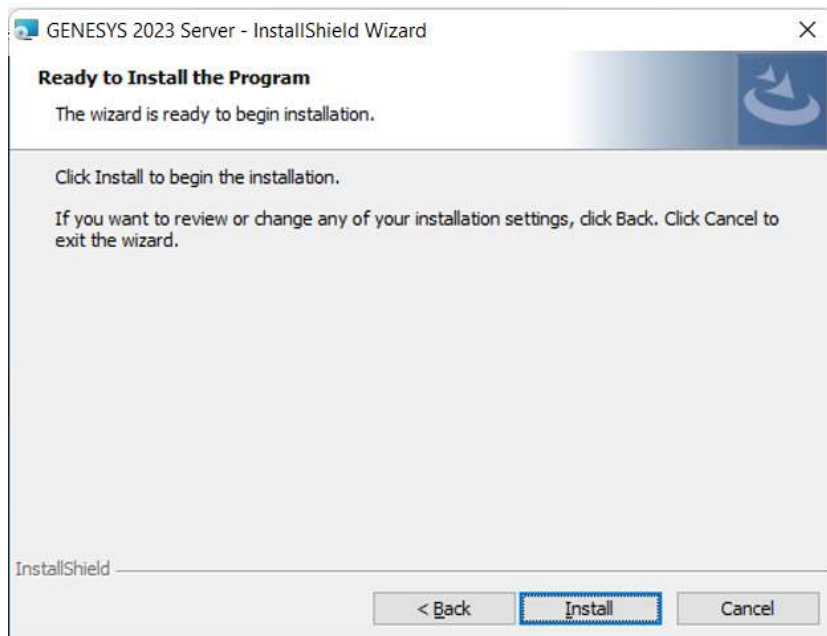 GENESYS 2023 Server - InstallShield Wizard
Ready to Install the Program
The wizard is ready to begin installation.
Click Install to begin the installation.
If you want to review or change any of your installation settings, click Back. Click Cancel to
exit the wizard.
InstallShield
< Back
Install
Cancel